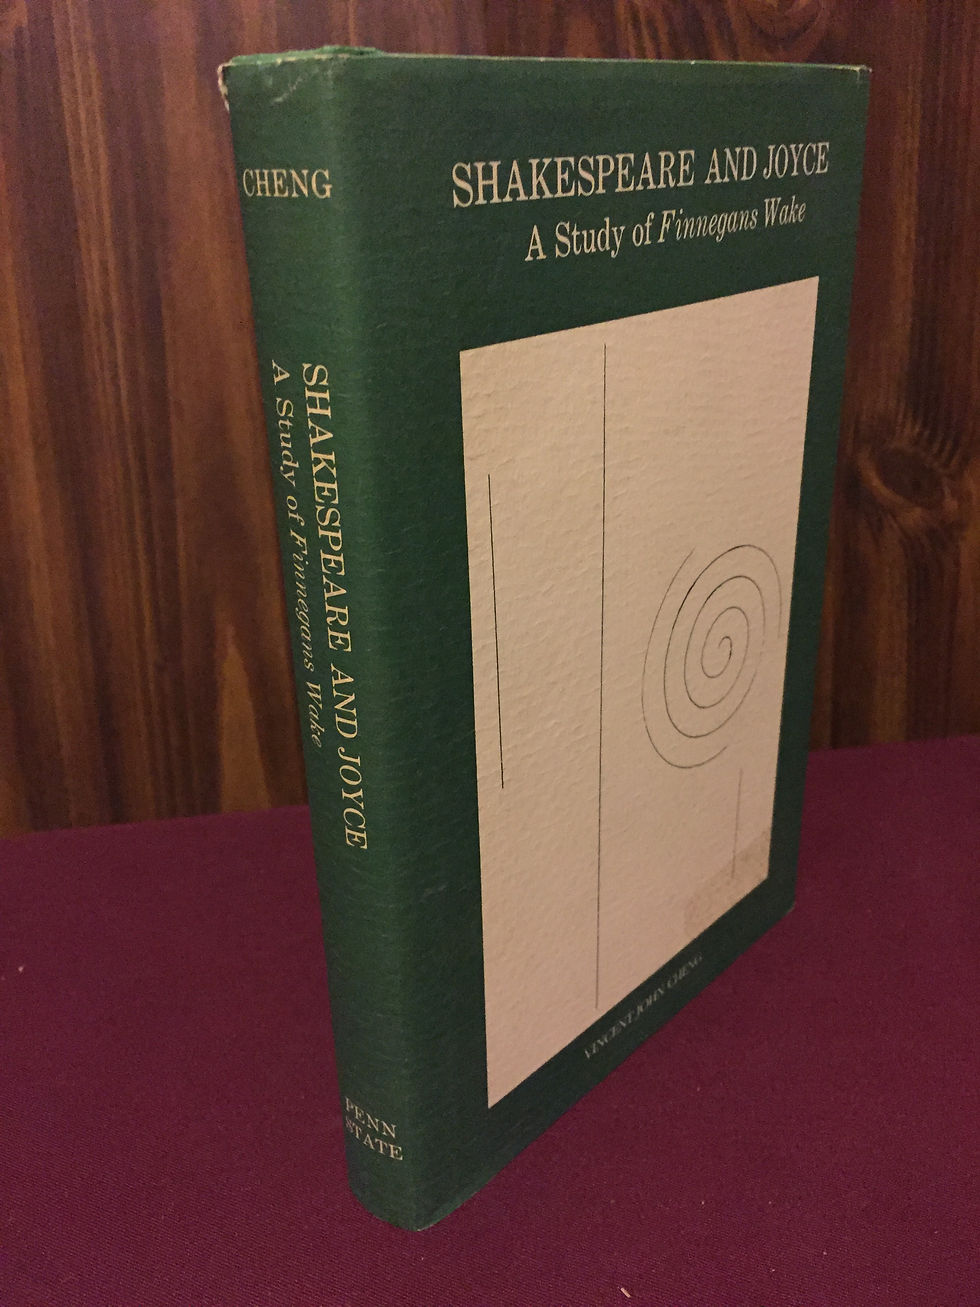 CHENG
SHAKESPEARE AND JOYCE
A Study of Finnegans Wake
PENN
STATE
SHAKESPEARE AND JOYCE
A Study of Finnegans Wake
VINCENT JOHN CHENG